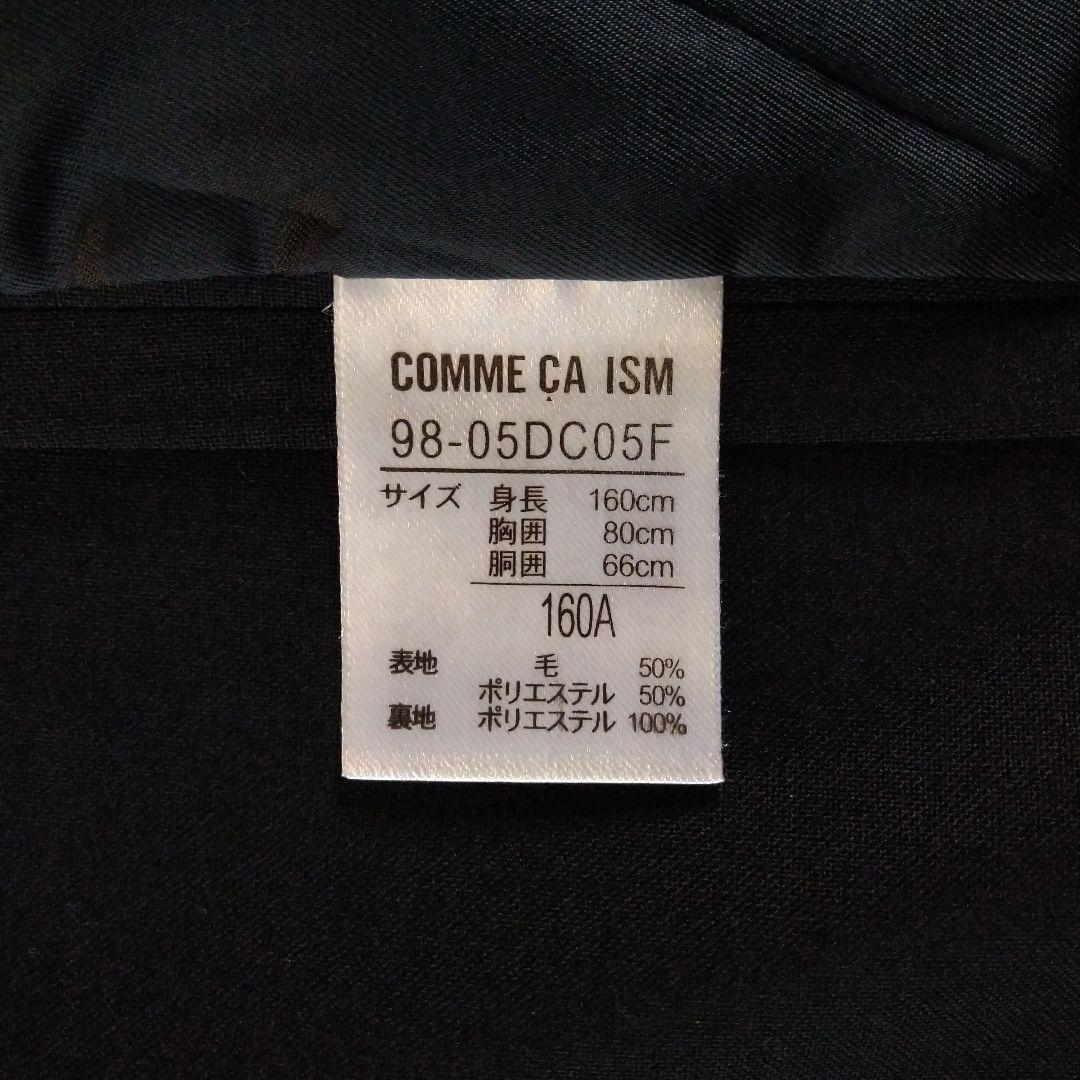 COMME ÇA ISM
98-05DC05F
サイズ 身長 160cm
胸囲 80cm
胴囲 66cm
160A
表地 毛 50%
ポリエステル 50%
裏地 ポリエステル 100%